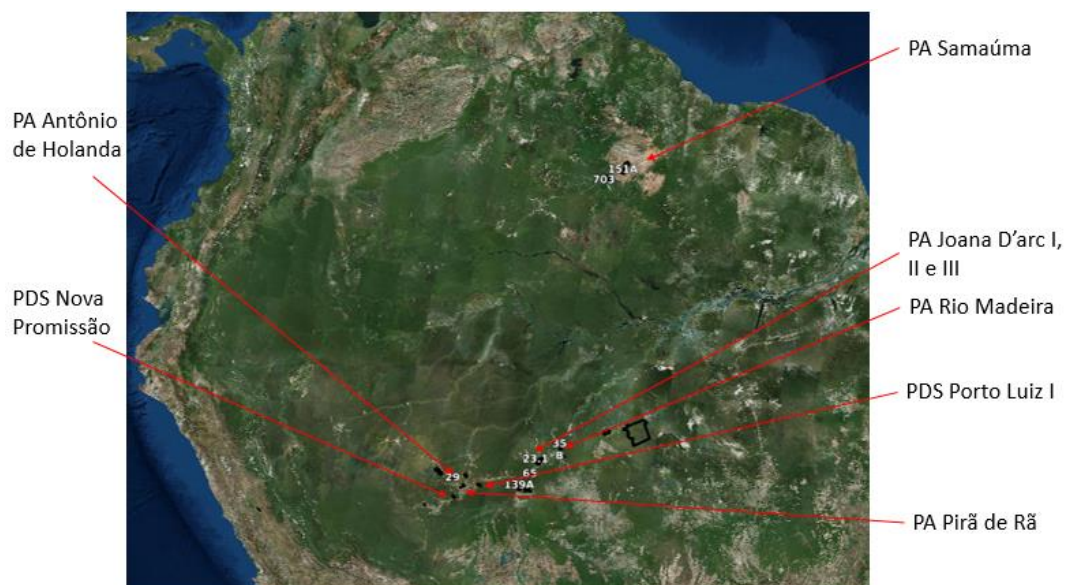 PA Samaúma
PA Antônio
de Holanda
151A
703
PA Joana D'arc I,
II e III
PDS Nova
Promissão
PA Rio Madeira
PDS Porto Luiz I
35
23,1
B
65
29
139A
PA Pirã de Rã